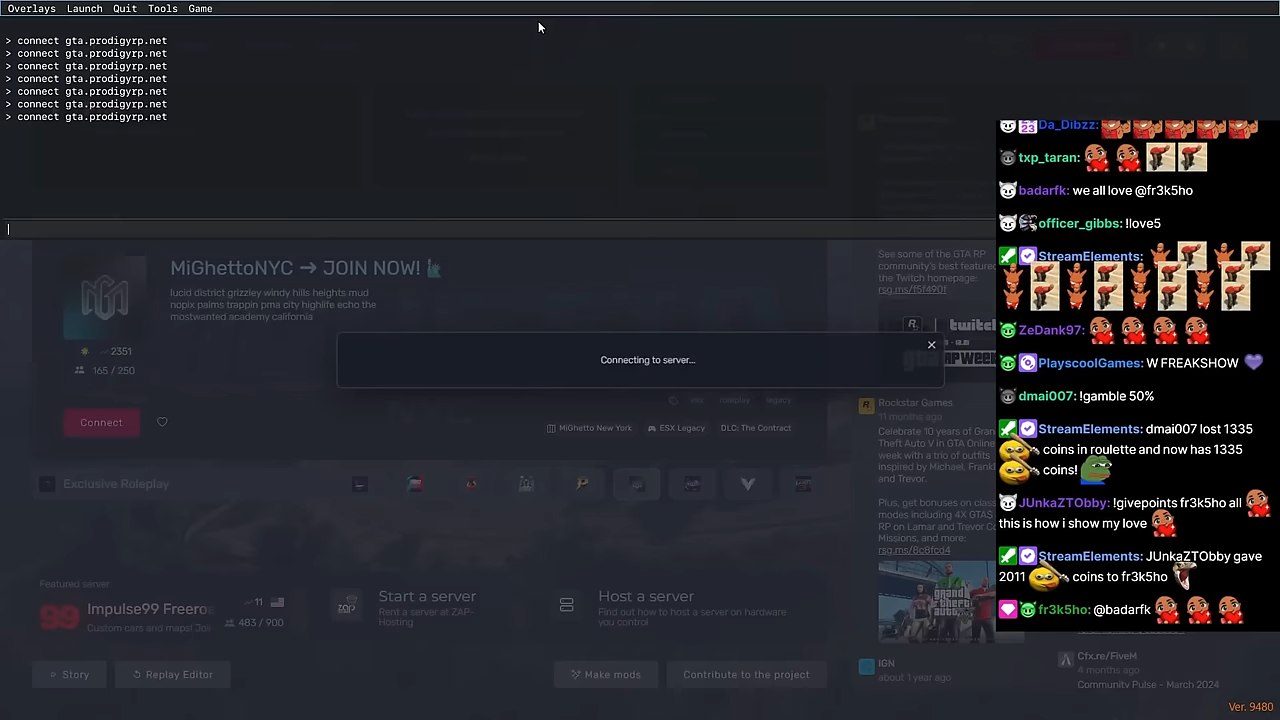 Overlays Launch Quit Tools Game
> connect gta.prodigyrp.net
> connect gta.prodigyrp.net
> connect gta.prodigyrp.net
> connect gta.prodigyrp.net
> connect gta.prodigyrp.net
> connect gta.prodigyrp.net
> connect gta.prodigyrp.net
MiGhettoNYC → JOIN NOW!
lucid district grizzley windy hills heights mud
nopix palms trappin pma city highlife echo the
mostwanted academy california
2351
165 / 250
Connect
MiGhetto New York
ESX Legacy
DLC: The Contract
Connecting to server...
Exclusive Roleplay
Featured server
99
Impulse99 Freero
Custom cars and maps! Joi
11
483 / 900
ZAP
Start a server
Rent a server at ZAP-
Hosting
Host a server
Find out how to host a server on hardware
you control
Story
Replay Editor
Make mods
Contribute to the project
See some of the GTA RP
community's best feature
the Twitch homepage:
rsg.ms/f5f490f
twitch
RPWEE
Rockstar Games
11 months ago
Celebrate 10 years of Gran
Theft Auto V in GTA Online
week with a trio of outfits
inspired by Michael, Frank
and Trevor.
Plus, get bonuses on clas
modes including 4X GTA$
RP on Lamar and Trevor Co
Missions, and more:
rsg.ms/8c8fcd4
IGN
about 1 year ago
Cfx.re/FiveM
4 months ago
Community Pulse – March 2024
Ver. 9480
23 Da_Dibzz:
txp_taran:
badarfk: we all love @fr3k5ho
officer_gibbs: !love5
StreamElements:
ZeDank97:
PlayscoolGames: W FREAKSHOW
dmai007: !gamble 50%
StreamElements: dmai007 lost 1335
coins in roulette and now has 1335
coins!
JUnkaZTObby: !givepoints fr3k5ho all
this is how i show my love
StreamElements: JUnkaZTObby gave
2011 coins to fr3k5ho
fr3k5ho: @badarfk